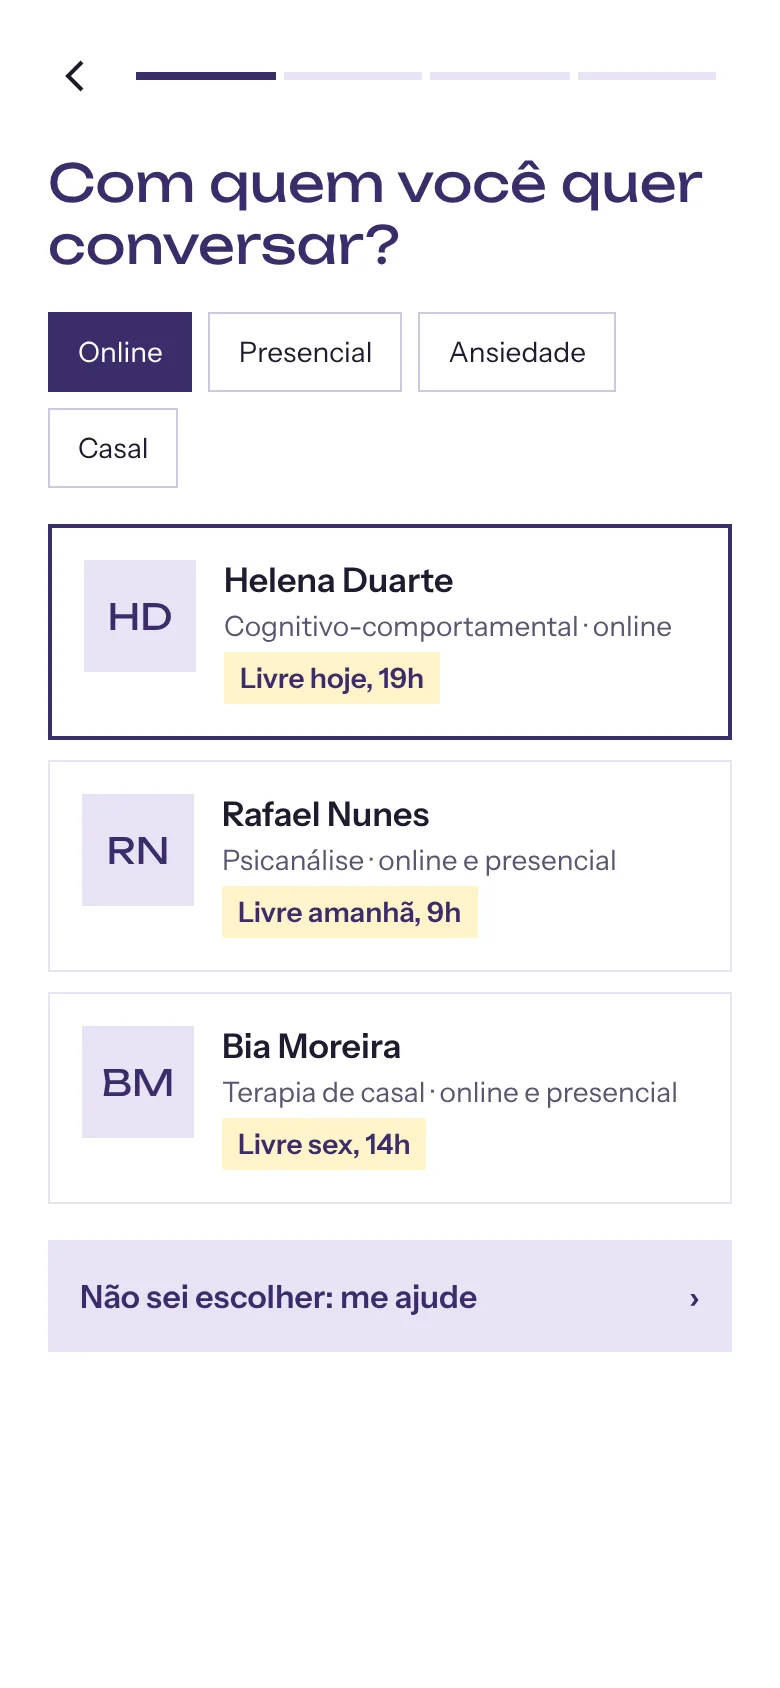 Com quem você quer
conversar?
Online
Presencial
Ansiedade
Casal
HD
Helena Duarte
Cognitivo-comportamental · online
Livre hoje, 19h
RN
Rafael Nunes
Psicanálise · online e presencial
Livre amanhã, 9h
BM
Bia Moreira
Terapia de casal · online e presencial
Livre sex, 14h
Não sei escolher: me ajude ›